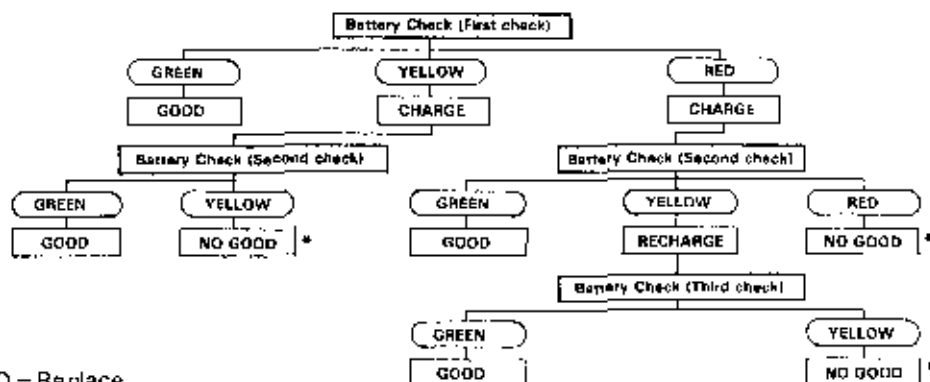 Battery Check (First check)
GREEN YELLOW RED
GOOD CHARGE CHARGE
Battery Check (Second check) Battery Check (Second check)
GREEN YELLOW GREEN YELLOW RED
GOOD NO GOOD * GOOD RECHARGE NO GOOD *
Battery Check (Third check)
GREEN YELLOW
GOOD NO GOOD *
– Replace